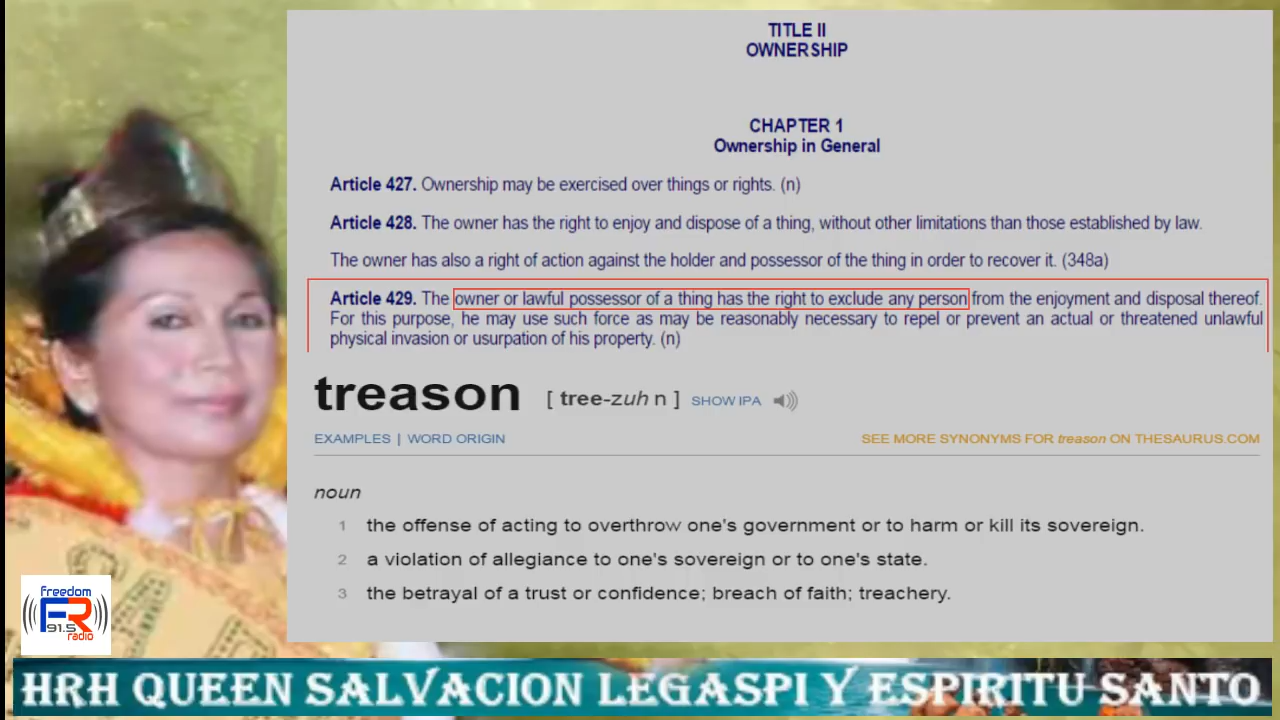 TITLE II
OWNERSHIP
CHAPTER 1
Ownership in General
Article 427. Ownership may be exercised over things or rights. (n)
Article 428. The owner has the right to enjoy and dispose of a thing, without other limitations than those established by law.
The owner has also a right of action against the holder and possessor of the thing in order to recover it. (348a)
Article 429. The owner or lawful possessor of a thing has the right to exclude any person from the enjoyment and disposal thereof.
For this purpose, he may use such force as may be reasonably necessary to repel or prevent an actual or threatened unlawful
physical invasion or usurpation of his property. (n)
treason [ tree-zuh n ] SHOW IPA
EXAMPLES | WORD ORIGIN SEE MORE SYNONYMS FOR treason ON THESAURUS.COM
noun
1 the offense of acting to overthrow one's government or to harm or kill its sovereign.
2 a violation of allegiance to one's sovereign or to one's state.
3 the betrayal of a trust or confidence; breach of faith; treachery.
freedom
FR
91.5
radio
HRH QUEEN SALVACION LEGASPI Y ESPIRITU SANTO